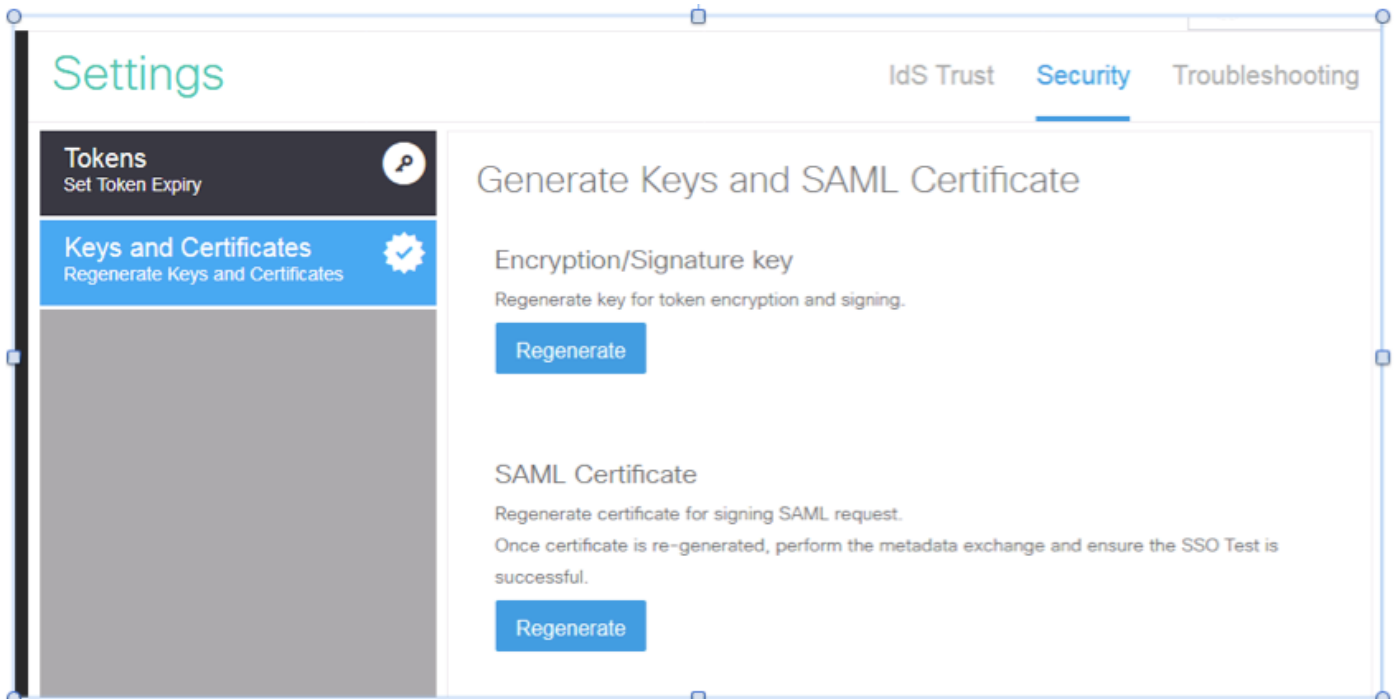 Settings
IdS Trust
Security
Troubleshooting
Tokens
Set Token Expiry
Keys and Certificates
Regenerate Keys and Certificates
Generate Keys and SAML Certificate
Encryption/Signature key
Regenerate key for token encryption and signing.
Regenerate
SAML Certificate
Regenerate certificate for signing SAML request.
Once certificate is re-generated, perform the metadata exchange and ensure the SSO Test is
successful.
Regenerate